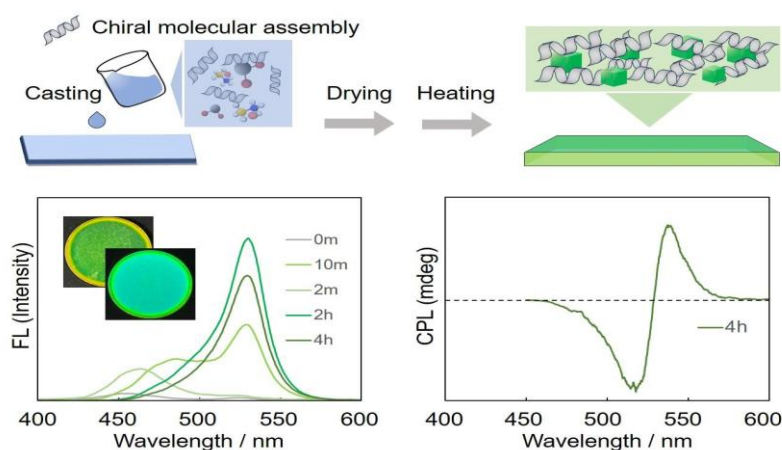 Chiral molecular assembly
Casting
Drying
Heating
FL (Intensity)
0m
10m
2m
2h
4h
400
450
500
550
600
Wavelength / nm
CPL (mdeg)
4h
400
450
500
550
600
Wavelength / nm